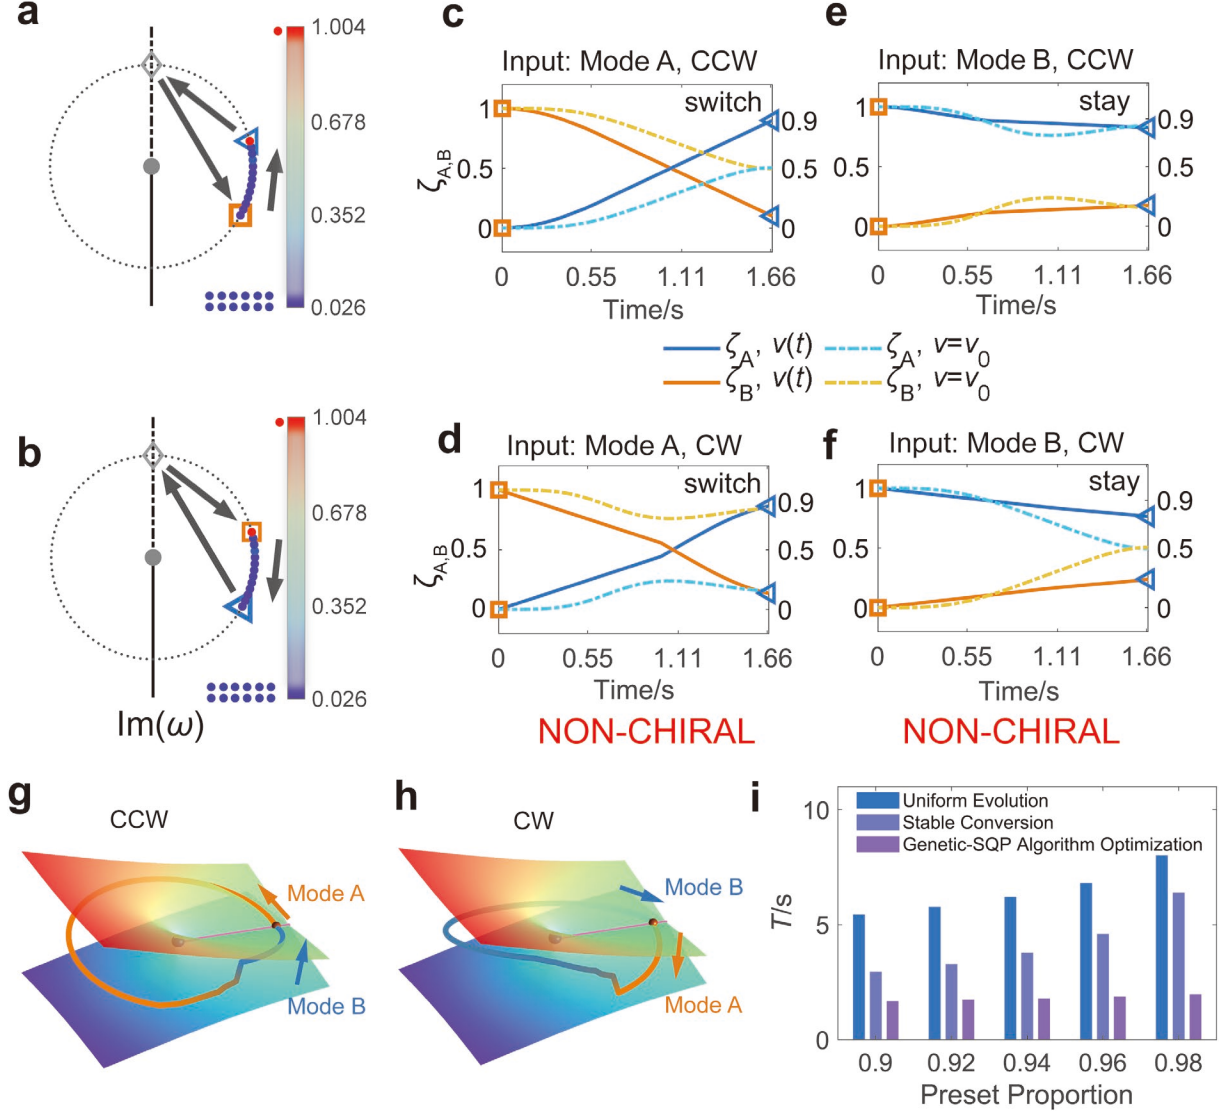 a
1.004
0.678
0.352
0.026
b
1.004
0.678
0.352
0.026
Im(ω)
c
Input: Mode A, CCW
switch
ζA,B
1
0.5
0
0.9
0.5
0
0 0.55 1.11 1.66
Time/s
e
Input: Mode B, CCW
stay
1
0.5
0
0.9
0.5
0
0 0.55 1.11 1.66
Time/s
ζA, v(t) ζA, v=v0
ζB, v(t) ζB, v=v0
d
Input: Mode A, CW
switch
ζA,B
1
0.5
0
0.9
0.5
0
0 0.55 1.11 1.66
Time/s
NON-CHIRAL
f
Input: Mode B, CW
stay
1
0.5
0
0.9
0.5
0
0 0.55 1.11 1.66
Time/s
NON-CHIRAL
g
CCW
Mode A
Mode B
h
CW
Mode B
Mode A
i
Uniform Evolution
Stable Conversion
Genetic-SQP Algorithm Optimization
T/s
10
5
0
0.9 0.92 0.94 0.96 0.98
Preset Proportion